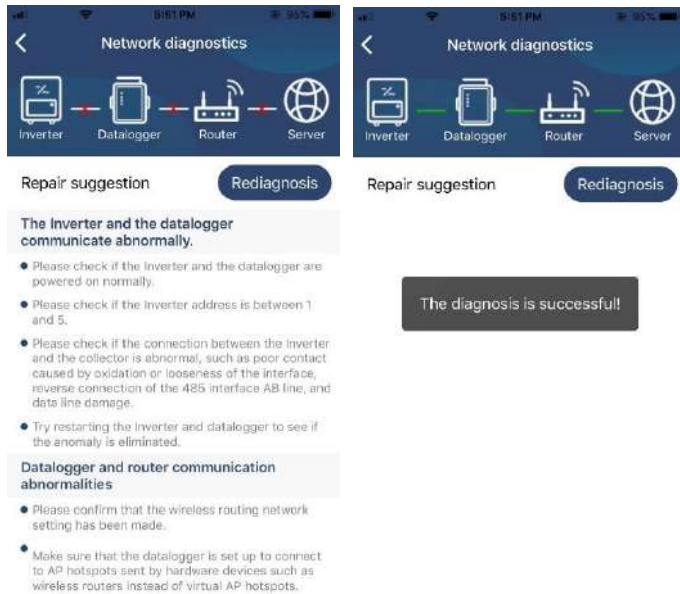 5:51 PM
95%
Network diagnostics
Inverter
Datalogger
Router
Server
Repair suggestion
Rediagnosis
The Inverter and the datalogger
communicate abnormally.
Please check if the Inverter and the datalogger are
powered on normally.
Please check if the Inverter address is between 1
and 5.
Please check if the connection between the Inverter
and the collector is abnormal, such as poor contact
caused by oxidation or looseness of the interface,
reverse connection of the 485 interface AB line, and
data line damage.
Try restarting the Inverter and datalogger to see if
the anomaly is eliminated.
Datalogger and router communication
abnormalities
Please confirm that the wireless routing network
setting has been made.
Make sure that the datalogger is set up to connect
to AP hotspots sent by hardware devices such as
wireless routers instead of virtual AP hotspots.
5:51 PM
95%
Network diagnostics
Inverter
Datalogger
Router
Server
Repair suggestion
Rediagnosis
The diagnosis is successful!